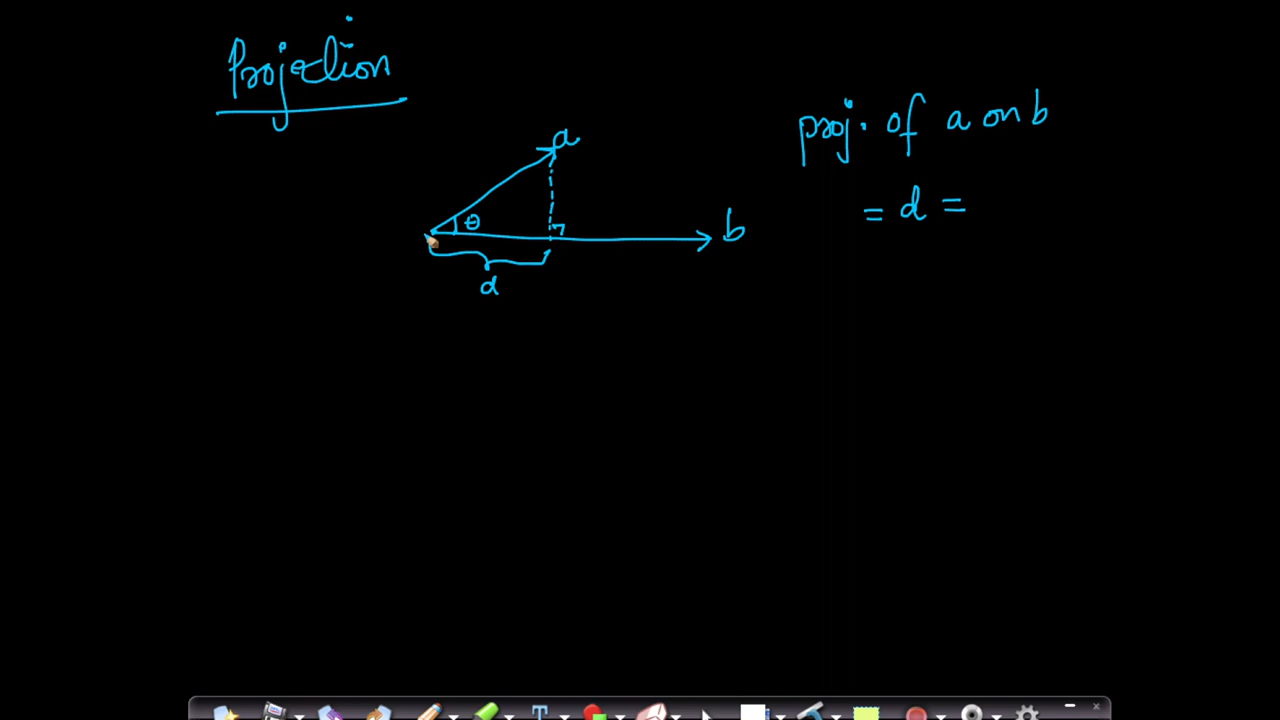 Projection
proj. of a on b
= d =
a
θ
b
d
T